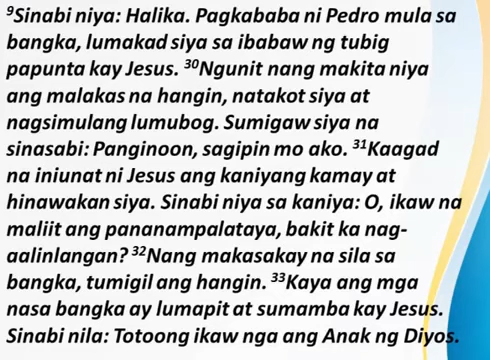 ⁹Sinabi niya: Halika. Pagkababa ni Pedro mula sa
bangka, lumakad siya sa ibabaw ng tubig
papunta kay Jesus. ³⁰Ngunit nang makita niya
ang malakas na hangin, natakot siya at
nagsimulang lumubog. Sumigaw siya na
sinasabi: Panginoon, sagipin mo ako. ³¹Kaagad
na iniunat ni Jesus ang kaniyang kamay at
hinawakan siya. Sinabi niya sa kaniya: O, ikaw na
maliit ang pananampalataya, bakit ka nag-
aalinlangan? ³²Nang makasakay na sila sa
bangka, tumigil ang hangin. ³³Kaya ang mga
nasa bangka ay lumapit at sumamba kay Jesus.
Sinabi nila: Totoong ikaw nga ang Anak ng Diyos.